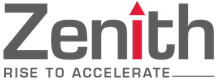 Zenith
RISE TO ACCELERATE